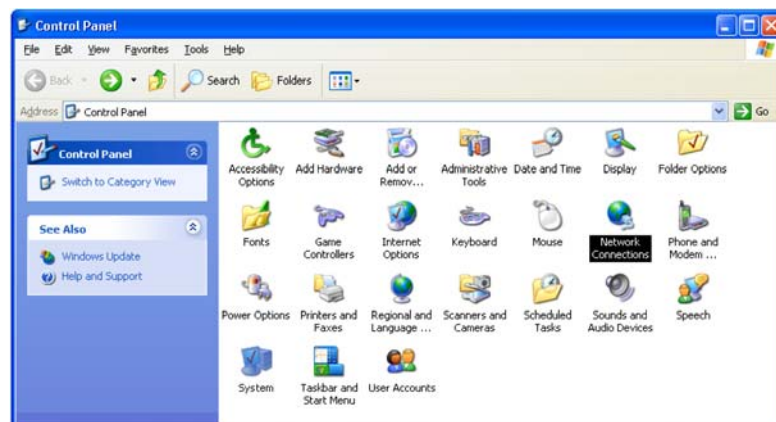 Control Panel
File Edit View Favorites Tools Help
Back Search Folders
Address Control Panel Go
Control Panel
Switch to Category View
See Also
Windows Update
Help and Support
Accessibility Options
Add Hardware
Add or Remov...
Administrative Tools
Date and Time
Display
Folder Options
Fonts
Game Controllers
Internet Options
Keyboard
Mouse
Network Connections
Phone and Modem ...
Power Options
Printers and Faxes
Regional and Language ...
Scanners and Cameras
Scheduled Tasks
Sounds and Audio Devices
Speech
System
Taskbar and Start Menu
User Accounts